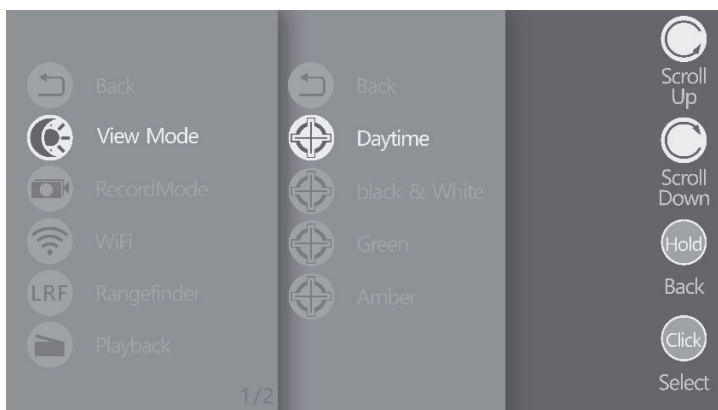 Back
View Mode
RecordMode
WiFi
LRF Rangefinder
Playback
1/2
Back
Daytime
black & White
Green
Amber
Scroll
Up
Scroll
Down
Hold
Back
Click
Select